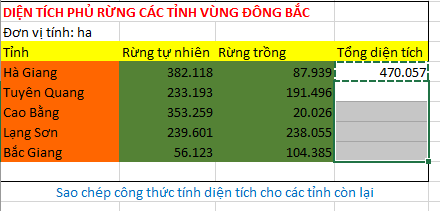 DIỆN TÍCH PHỦ RỪNG CÁC TỈNH VÙNG ĐÔNG BẮC
Đơn vị tính: ha
Tỉnh Rừng tự nhiên Rừng trồng Tổng diện tích
Hà Giang 382.118 87.939 470.057
Tuyên Quang 233.193 191.496
Cao Bằng 353.259 20.026
Lạng Sơn 239.601 238.055
Bắc Giang 56.123 104.385
Sao chép công thức tính diện tích cho các tỉnh còn lại